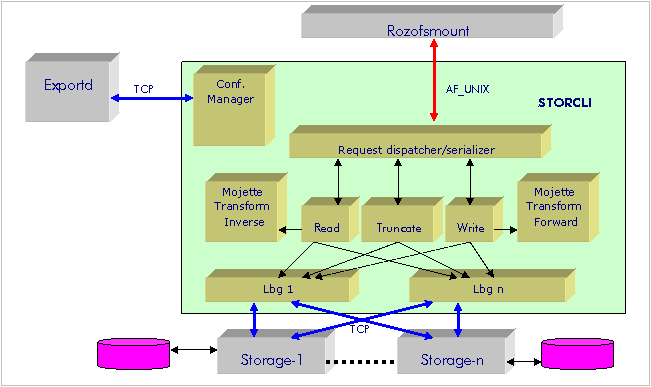 Rozofsmount
Exportd
TCP
Conf.
Manager
AF_UNIX
STORCLI
Request dispatcher/serializer
Mojette
Transform
Inverse
Read
Truncate
Write
Mojette
Transform
Forward
Lbg 1
Lbg n
TCP
Storage-1
Storage-n